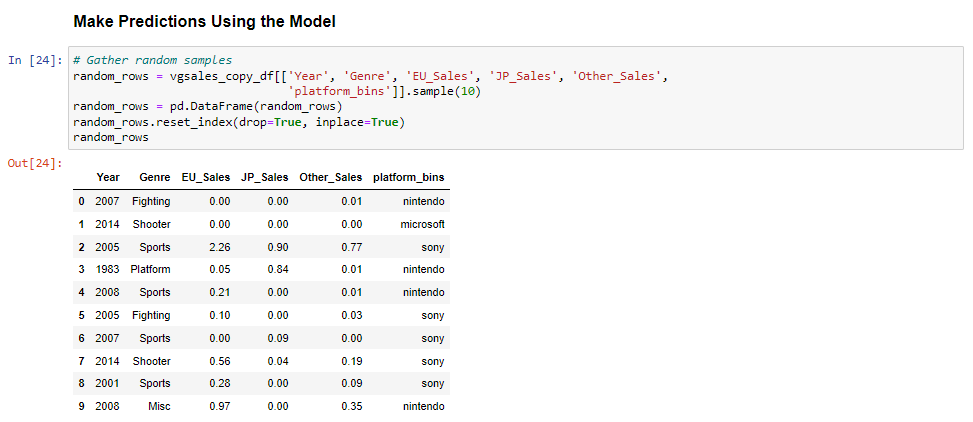 Make Predictions Using the Model
In [24]:
# Gather random samples
random_rows = vgsales_copy_df[['Year', 'Genre', 'EU_Sales', 'JP_Sales', 'Other_Sales',
'platform_bins']].sample(10)
random_rows = pd.DataFrame(random_rows)
random_rows.reset_index(drop=True, inplace=True)
random_rows
Out[24]:
Year Genre EU_Sales JP_Sales Other_Sales platform_bins
0 2007 Fighting 0.00 0.00 0.01 nintendo
1 2014 Shooter 0.00 0.00 0.00 microsoft
2 2005 Sports 2.26 0.90 0.77 sony
3 1983 Platform 0.05 0.84 0.01 nintendo
4 2008 Sports 0.21 0.00 0.01 nintendo
5 2005 Fighting 0.10 0.00 0.03 sony
6 2007 Sports 0.00 0.09 0.00 sony
7 2014 Shooter 0.56 0.04 0.19 sony
8 2001 Sports 0.28 0.00 0.09 sony
9 2008 Misc 0.97 0.00 0.35 nintendo